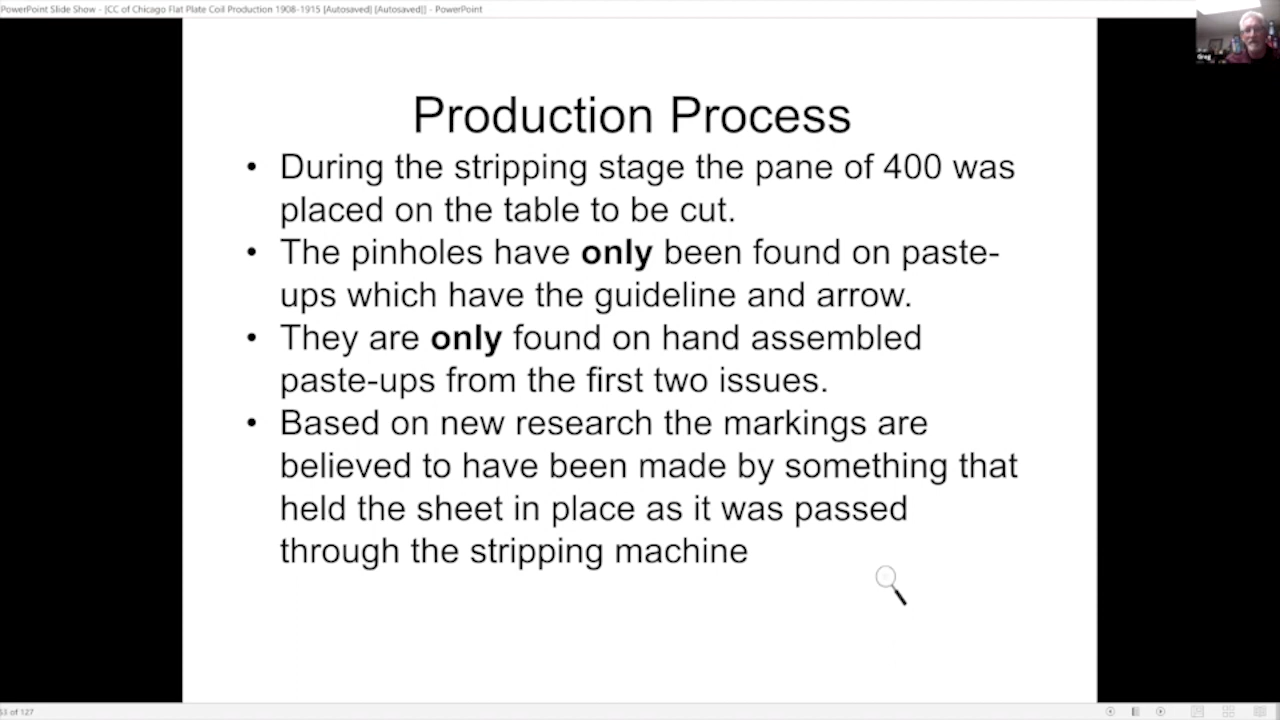 PowerPoint Slide Show - [CC of Chicago Flat Plate Coil Production 1908-1915 [Autosaved] [Autosaved]] - PowerPoint
Greg
Production Process
• During the stripping stage the pane of 400 was
placed on the table to be cut.
• The pinholes have only been found on paste-
ups which have the guideline and arrow.
• They are only found on hand assembled
paste-ups from the first two issues.
• Based on new research the markings are
believed to have been made by something that
held the sheet in place as it was passed
through the stripping machine
53 of 127